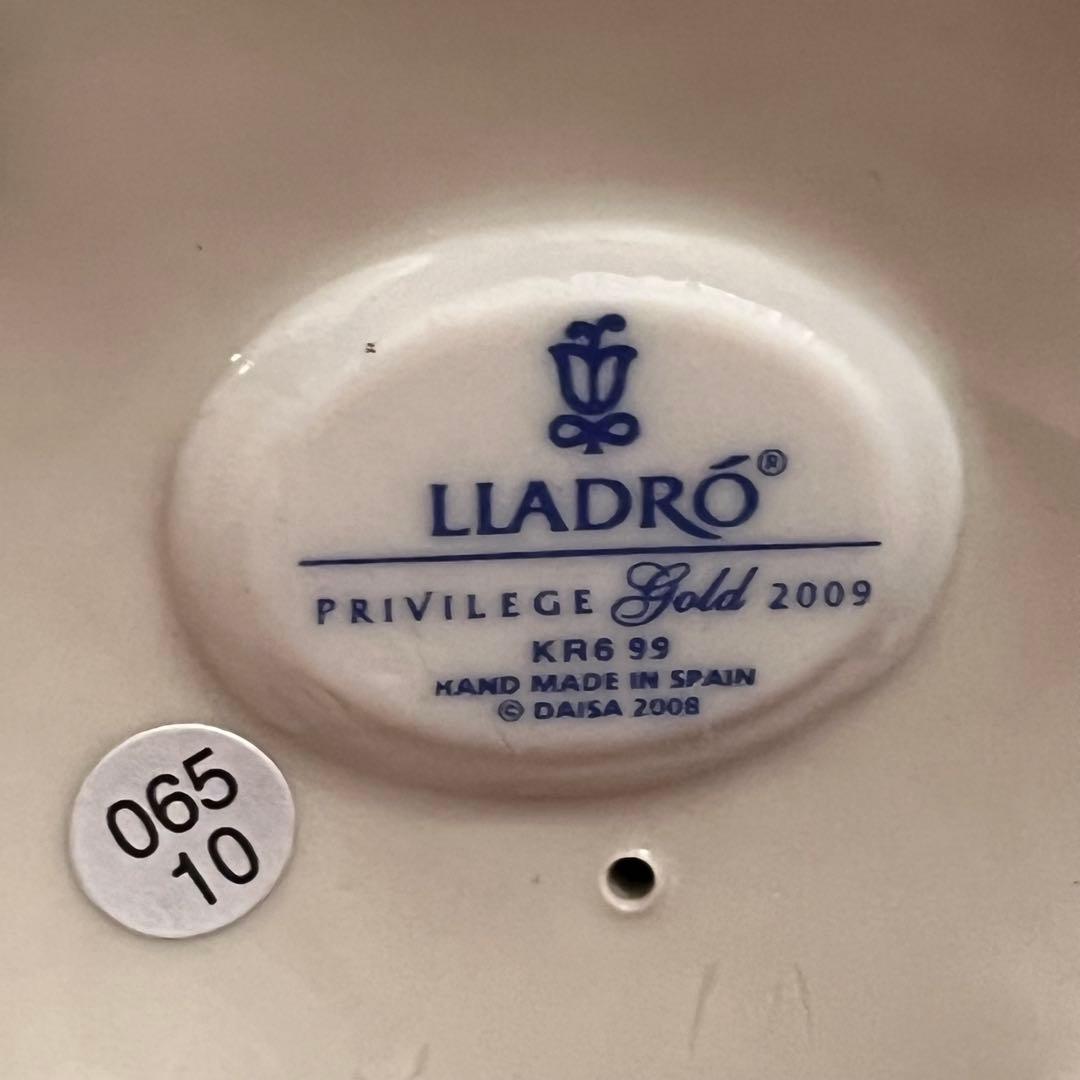 LLADRÓ®
PRIVILEGE Gold 2009
KR6 99
HAND MADE IN SPAIN
© DAISA 2008
065
10